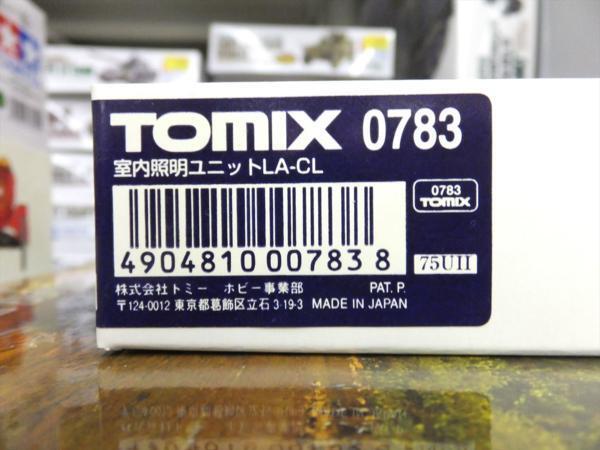 TOMIX 0783
室内照明ユニットLA-CL
0783
TOMIX
4904810 007838
75UII
株式会社トミー ホビー事業部 PAT. P.
〒124-0012 東京都葛飾区立石 3-19-3 MADE IN JAPAN